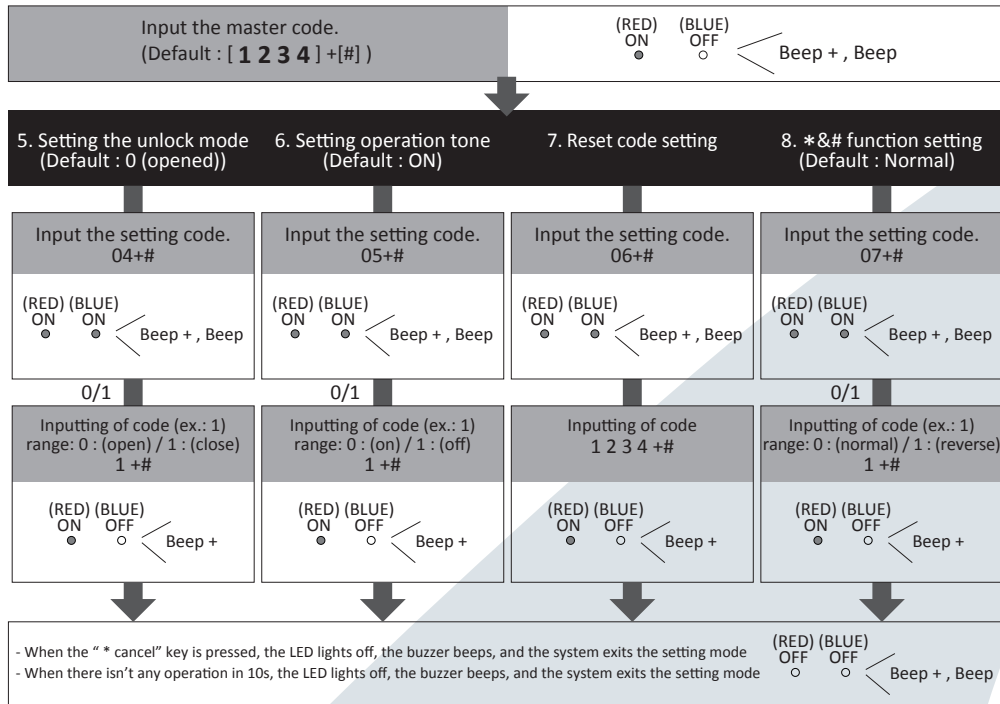 Input the master code.
(Default : [ 1 2 3 4 ] +[#] )
(RED) (BLUE)
ON OFF
Beep + , Beep
5. Setting the unlock mode
(Default : 0 (opened))
6. Setting operation tone
(Default : ON)
7. Reset code setting
8. *&# function setting
(Default : Normal)
Input the setting code.
04+#
(RED) (BLUE)
ON ON
Beep + , Beep
0/1
Inputting of code (ex.: 1)
range: 0 : (open) / 1 : (close)
1 +#
(RED) (BLUE)
ON OFF
Beep +
Input the setting code.
05+#
(RED) (BLUE)
ON ON
Beep + , Beep
0/1
Inputting of code (ex.: 1)
range: 0 : (on) / 1 : (off)
1 +#
(RED) (BLUE)
ON OFF
Beep +
Input the setting code.
06+#
(RED) (BLUE)
ON ON
Beep + , Beep
Inputting of code
1 2 3 4 +#
(RED) (BLUE)
ON OFF
Beep +
Input the setting code.
07+#
(RED) (BLUE)
ON ON
Beep + , Beep
0/1
Inputting of code (ex.: 1)
range: 0 : (normal) / 1 : (reverse)
1 +#
(RED) (BLUE)
ON OFF
Beep +
- When the “ * cancel” key is pressed, the LED lights off, the buzzer beeps, and the system exits the setting mode
- When there isn’t any operation in 10s, the LED lights off, the buzzer beeps, and the system exits the setting mode
(RED) (BLUE)
OFF OFF
Beep + , Beep